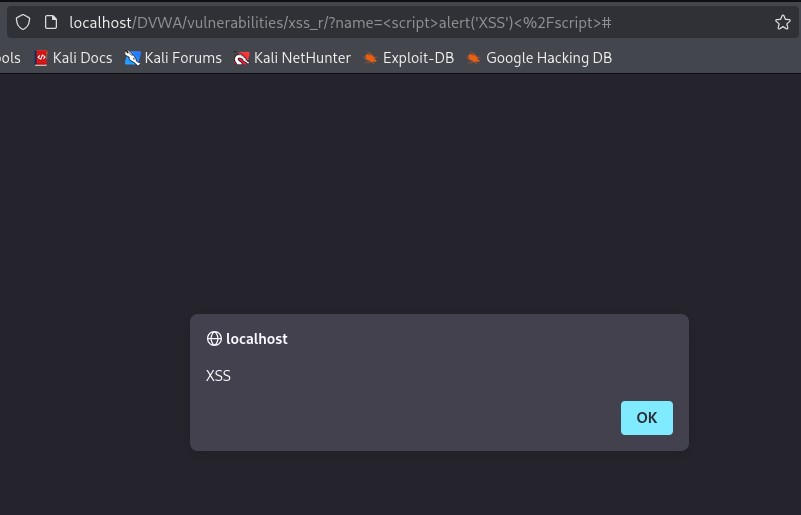 localhost/DVWA/vulnerabilities/xss_r/?name=<script>alert('XSS')<%2Fscript>#
ols Kali Docs Kali Forums Kali NetHunter Exploit-DB Google Hacking DB
localhost
XSS
OK